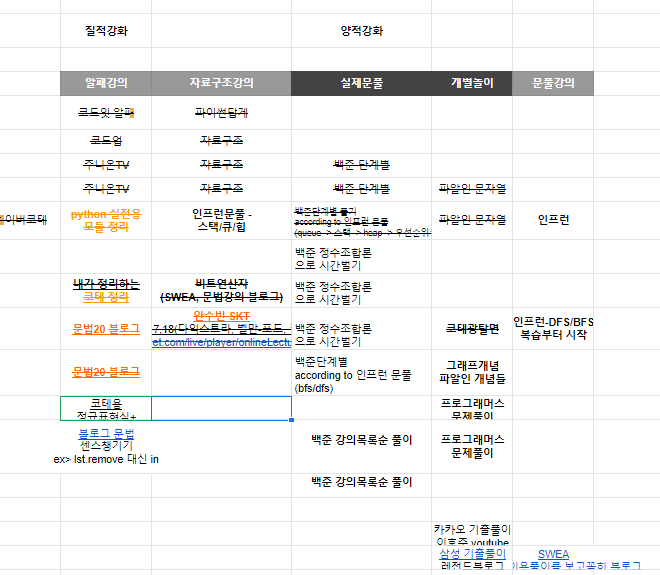 질적강화
양적강화
알패강의
자료구조강의
실제문풀
개별놀이
문풀강의
코드잇 알패
파이썬답게
코드업
자료구조
주니온TV
자료구조
백준 단계별
주니온TV
자료구조
백준 단계별
파알인 문자열
네이버코테
python 실전용
모듈 정리
인프런문풀 -
스택/큐/힙
백준단계별 풀기
according to 인프런 문풀
(queue -> 스택 -> heap -> 우선순위
파알인 문자열
인프런
백준 정수조합론
으로 시간벌기
내가 정리하는
코테 정리
비트연산자
(SWEA, 문법강의 블로그)
백준 정수조합론
으로 시간벌기
문법20 블로그
안수빈 SKT
7.18(다익스트라, 벨만-포드,
et.com/live/player/onlineLectu
백준 정수조합론
으로 시간벌기
코테광탈면
인프런-DFS/BFS
복습부터 시작
문법20 블로그
백준단계별
according to 인프런 문풀
(bfs/dfs)
그래프개념
파알인 개념들
코테용
정규표현식+
프로그래머스
문제풀이
블로그 문법
센스챙기기
ex> lst.remove 대신 in
백준 강의목록순 풀이
프로그래머스
문제풀이
백준 강의목록순 풀이
카카오 기출풀이
이호준 youtube
삼성 기출풀이
SWEA
레전드블로그
이용풀이를 보고꼭히 블로그